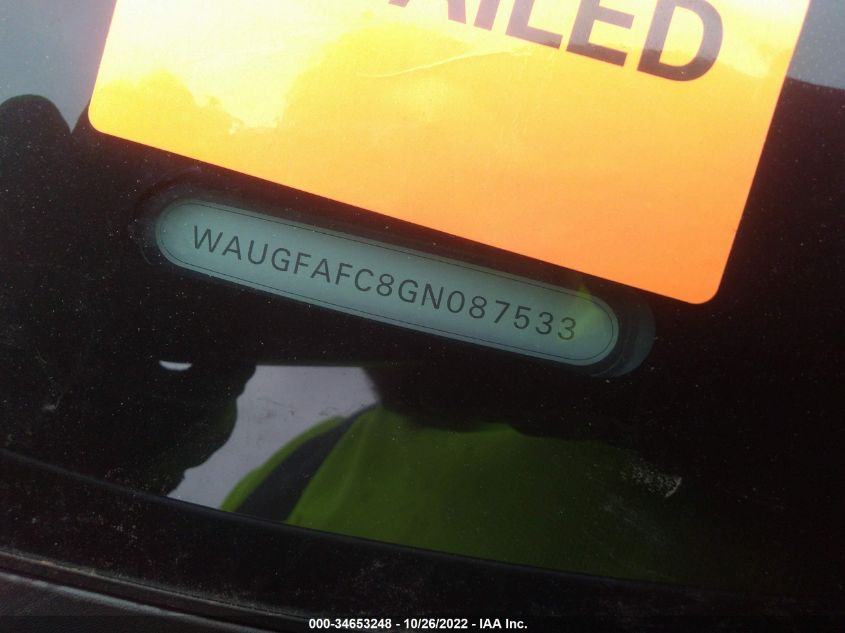 AILED
WAUGFAFC8GN087533
000-34653248 - 10/26/2022 - IAA Inc.